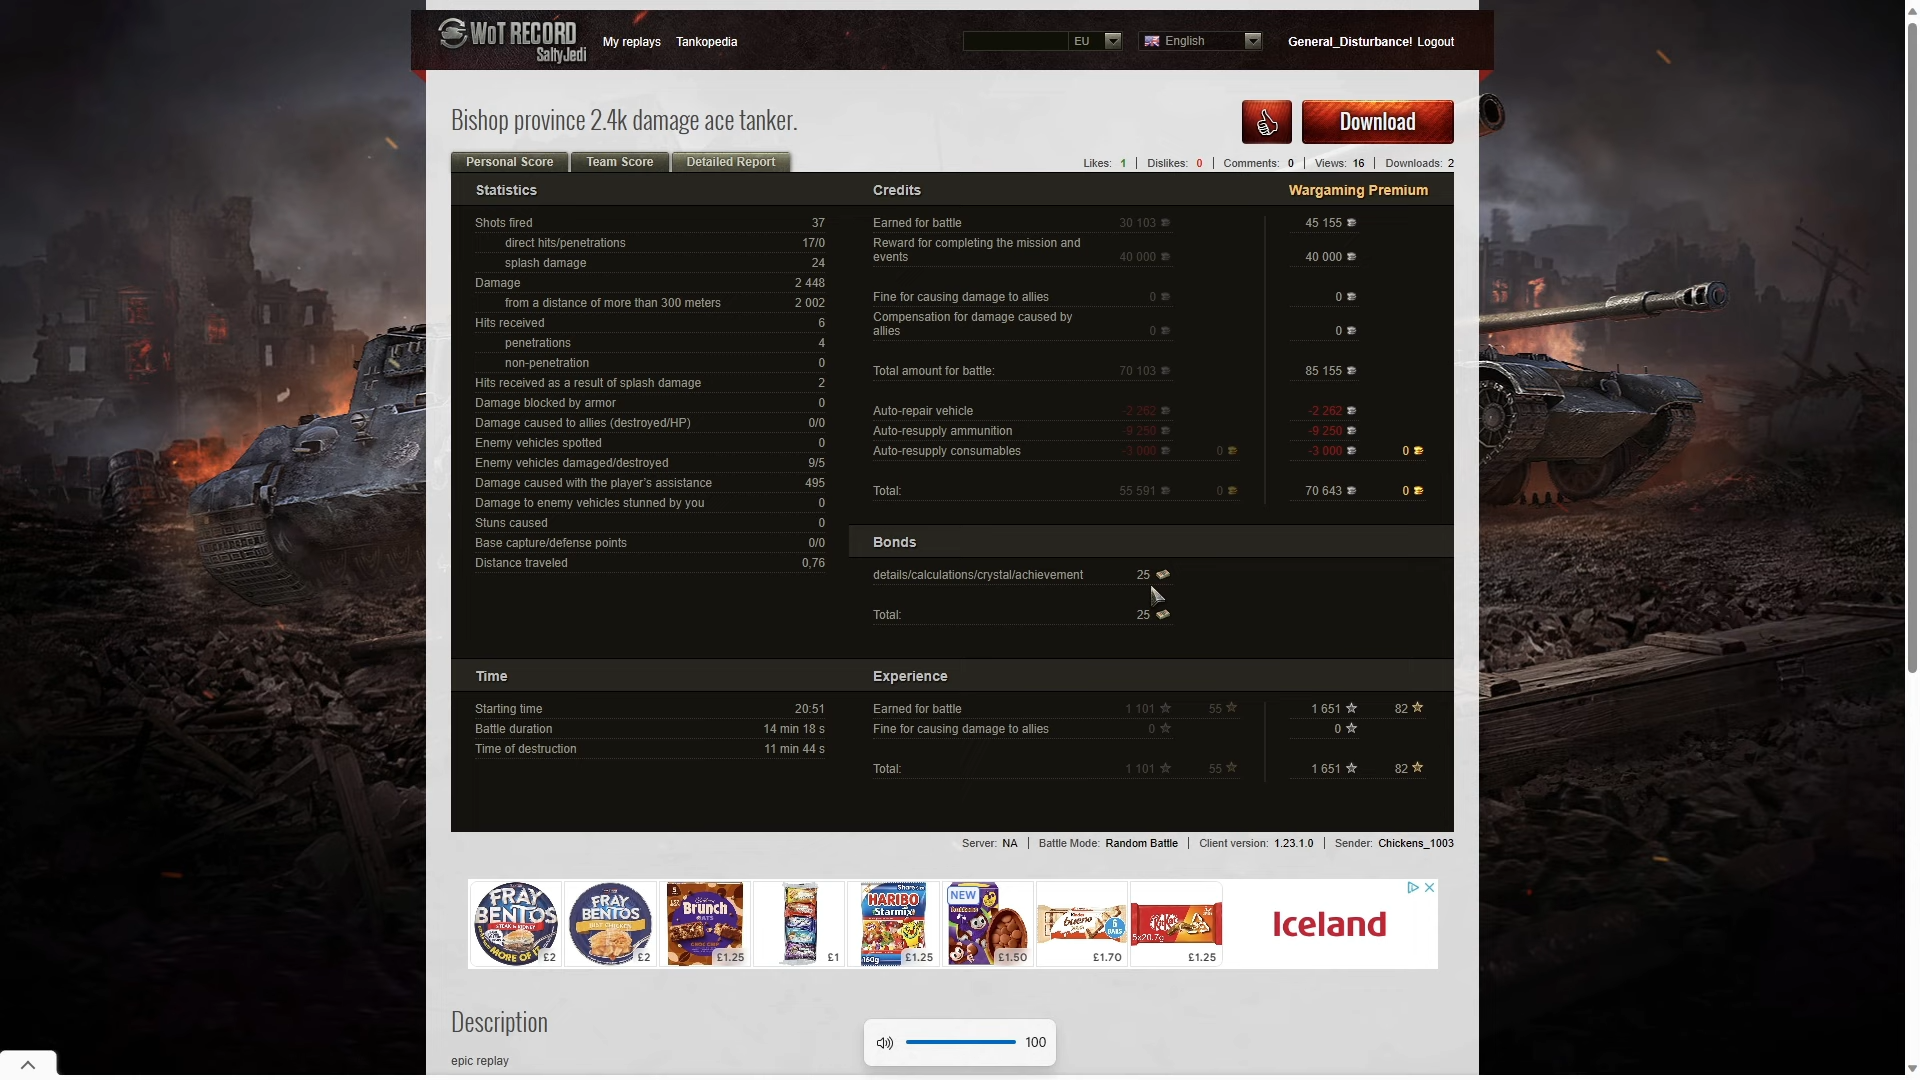 WoT RECORD
SaltyJedi
My replays
Tankopedia
EU
English
General_Disturbance! Logout
Bishop province 2.4k damage ace tanker.
Download
Personal Score
Team Score
Detailed Report
Likes: 1 | Dislikes: 0 | Comments: 0 | Views: 16 | Downloads: 2
Statistics
Shots fired 37
direct hits/penetrations 17/0
splash damage 24
Damage 2 448
from a distance of more than 300 meters 2 002
Hits received 6
penetrations 4
non-penetration 0
Hits received as a result of splash damage 2
Damage blocked by armor 0
Damage caused to allies (destroyed/HP) 0/0
Enemy vehicles spotted 0
Enemy vehicles damaged/destroyed 9/5
Damage caused with the player's assistance 495
Damage to enemy vehicles stunned by you 0
Stuns caused 0
Base capture/defense points 0/0
Distance traveled 0,76
Credits
Wargaming Premium
Earned for battle 30 103 45 155
Reward for completing the mission and
events 40 000 40 000
Fine for causing damage to allies 0 0
Compensation for damage caused by
allies 0 0
Total amount for battle: 70 103 85 155
Auto-repair vehicle -2 262 -2 262
Auto-resupply ammunition -9 250 -9 250
Auto-resupply consumables -3 000 0 -3 000 0
Total: 55 591 0 70 643 0
Bonds
details/calculations/crystal/achievement 25
Total: 25
Time
Starting time 20:51
Battle duration 14 min 18 s
Time of destruction 11 min 44 s
Experience
Earned for battle 1 101 55 1 651 82
Fine for causing damage to allies 0 0
Total: 1 101 55 1 651 82
Server: NA | Battle Mode: Random Battle | Client version: 1.23.1.0 | Sender: Chickens_1003
FRAY BENTOS STEAK & KIDNEY £2
FRAY BENTOS JUST CHICKEN £2
Brunch OATS CHOC CHIP £1.25
£1
Share HARIBO Starmix 160g £1.25
NEW £1.50
bueno 6 BARS £1.70
5x20.7g £1.25
Iceland
Description
epic replay
100